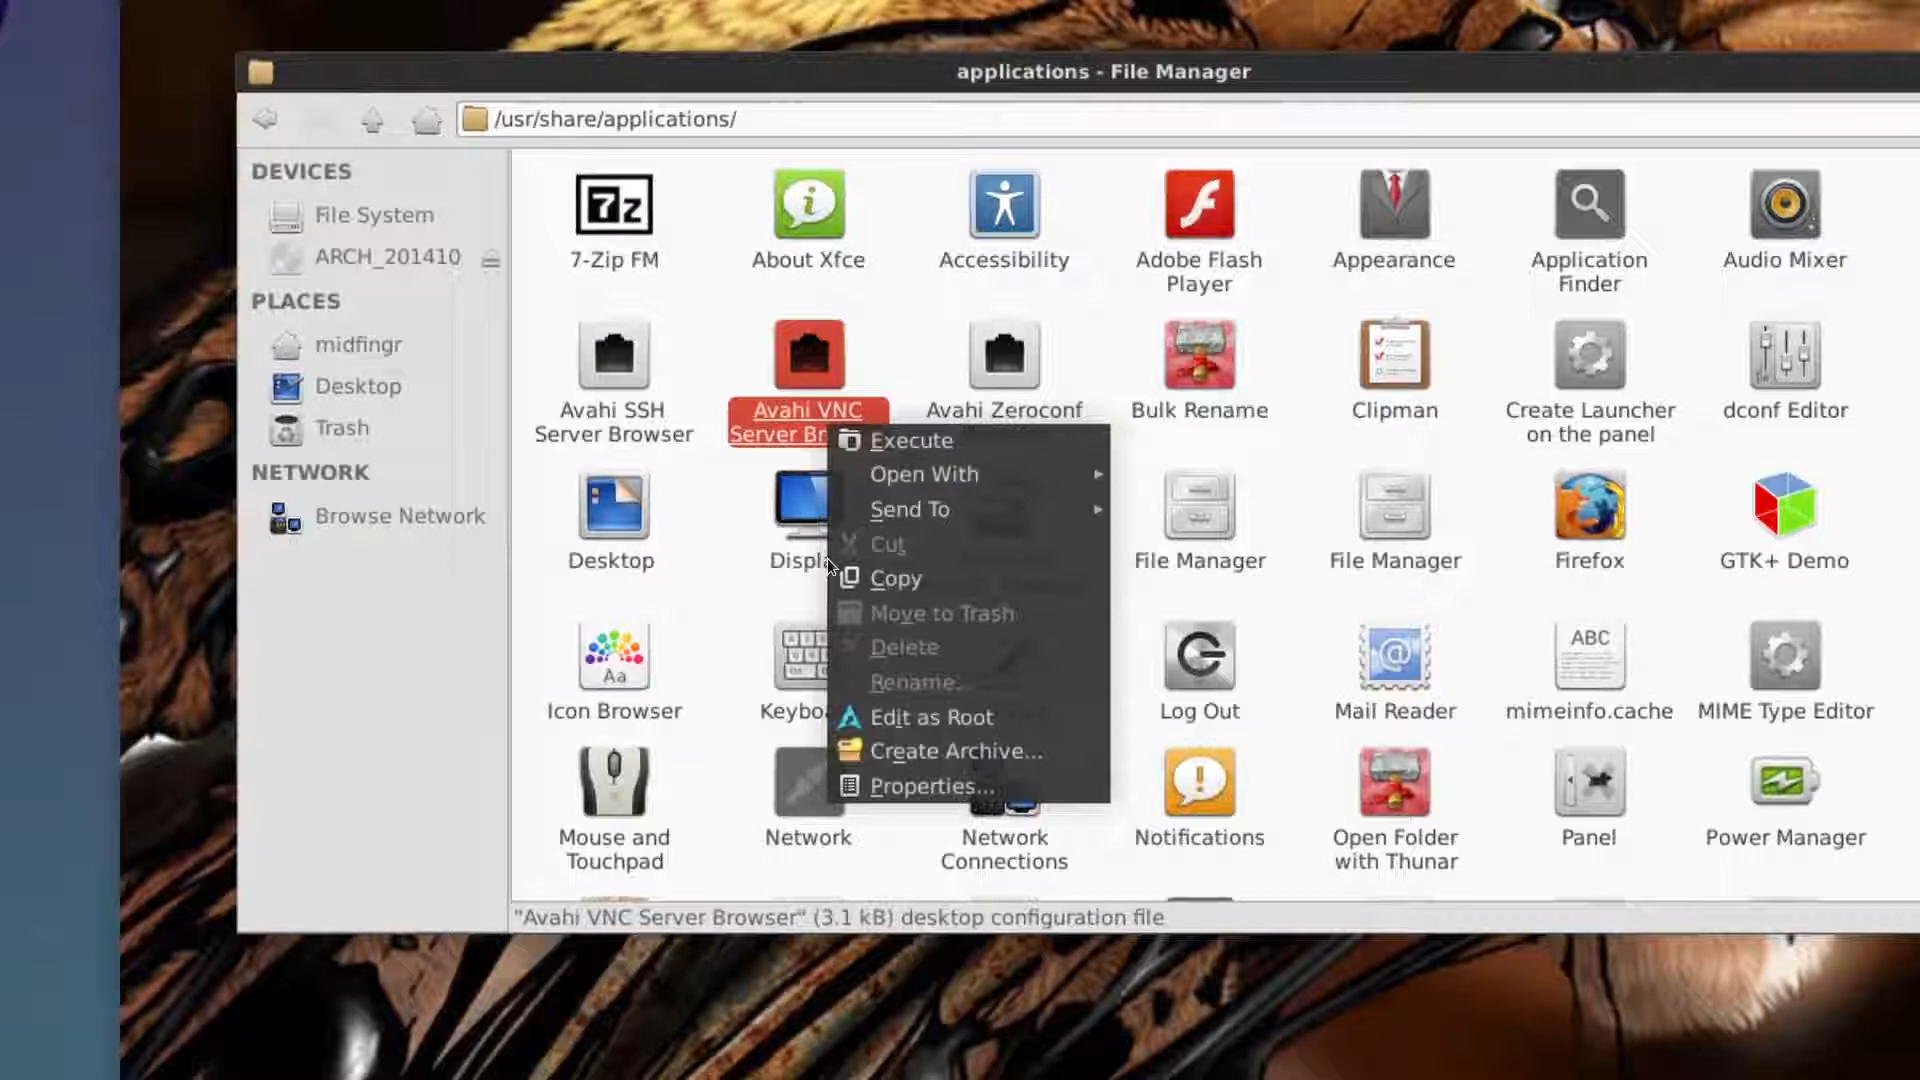 applications - File Manager
/usr/share/applications/
DEVICES
File System
ARCH_201410
PLACES
midfingr
Desktop
Trash
NETWORK
Browse Network
7z
7-Zip FM
About Xfce
Accessibility
Adobe Flash
Player
Appearance
Application
Finder
Audio Mixer
Avahi SSH
Server Browser
Avahi VNC
Server Br
Avahi Zeroconf
Bulk Rename
Clipman
Create Launcher
on the panel
dconf Editor
Desktop
Displa
File Manager
File Manager
Firefox
GTK+ Demo
Aa
Icon Browser
Keyboa
Log Out
Mail Reader
ABC
mimeinfo.cache
MIME Type Editor
Mouse and
Touchpad
Network
Network
Connections
Notifications
Open Folder
with Thunar
Panel
Power Manager
Execute
Open With
Send To
Cut
Copy
Move to Trash
Delete
Rename...
Edit as Root
Create Archive...
Properties...
"Avahi VNC Server Browser" (3.1 kB) desktop configuration file